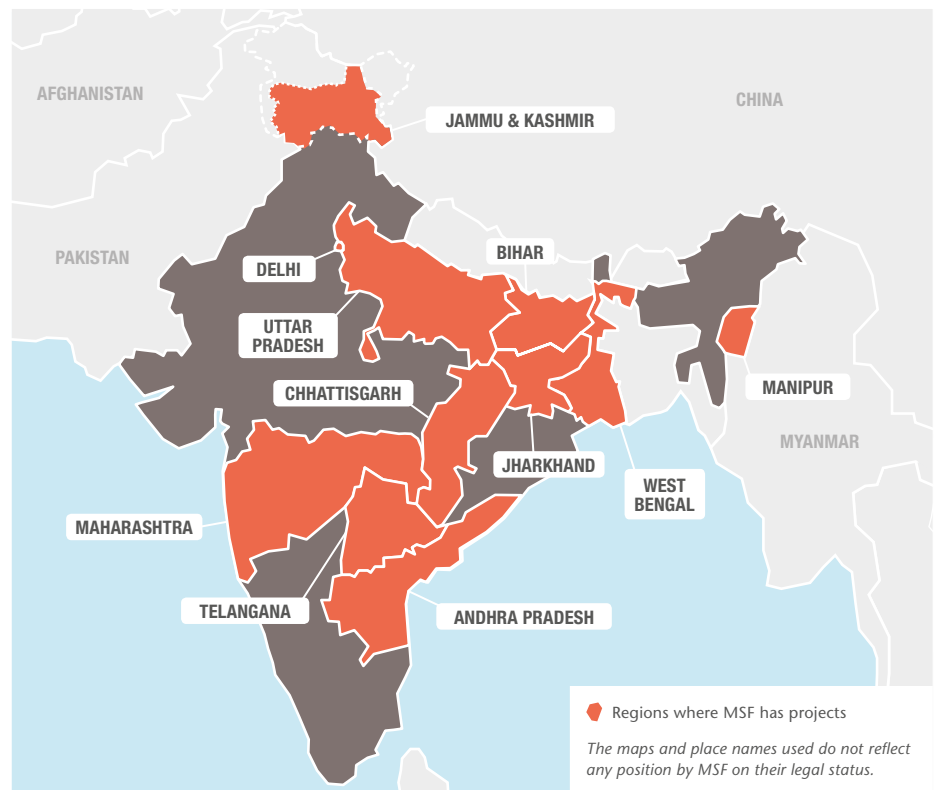 AFGHANISTAN
CHINA
JAMMU & KASHMIR
PAKISTAN
BIHAR
DELHI
UTTAR
PRADESH
CHHATTISGARH
MANIPUR
MYANMAR
JHARKHAND
WEST
BENGAL
MAHARASHTRA
TELANGANA
ANDHRA PRADESH
Regions where MSF has projects
The maps and place names used do not reflect
any position by MSF on their legal status.